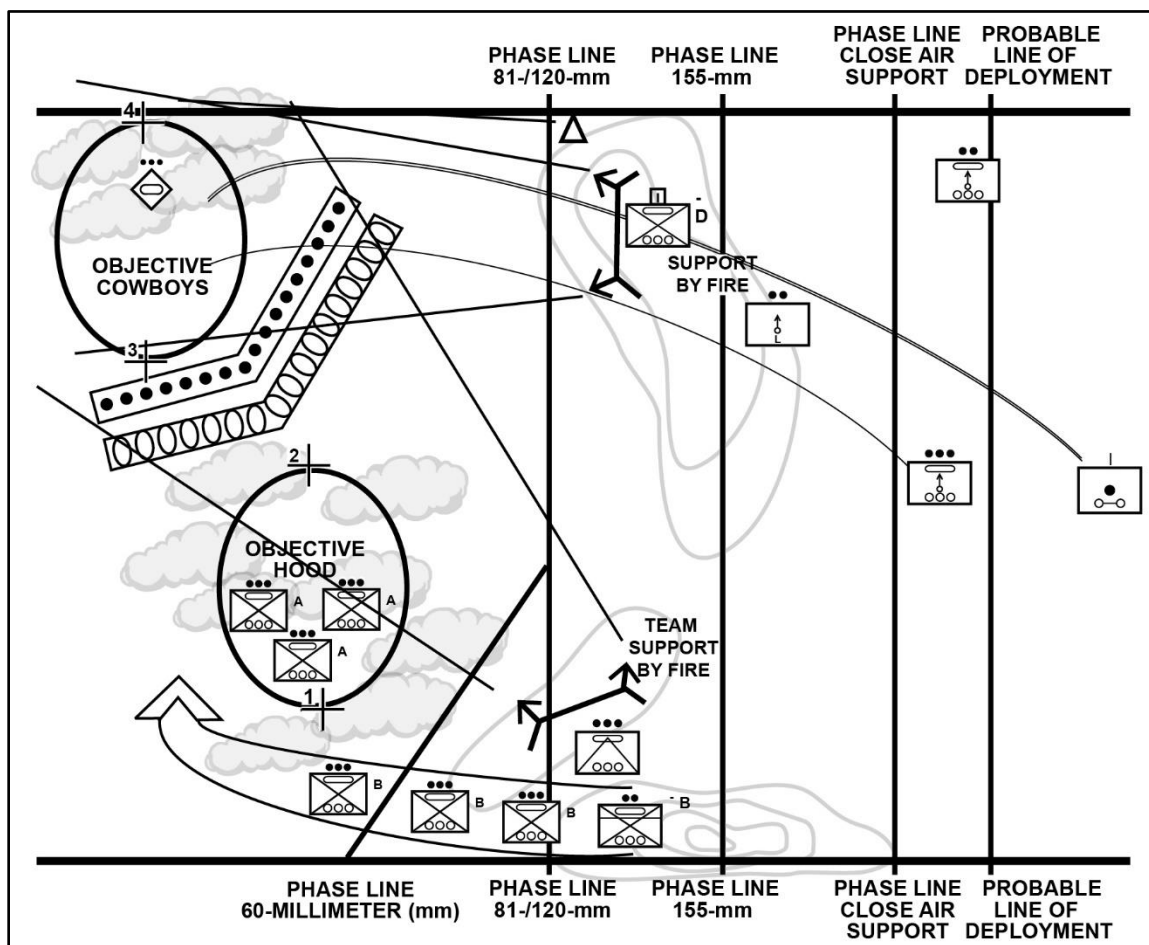 PHASE LINE
81-/120-mm
PHASE LINE
155-mm
PHASE LINE
CLOSE AIR
SUPPORT
PROBABLE
LINE OF
DEPLOYMENT
4
- D
OBJECTIVE
COWBOYS
SUPPORT
BY FIRE
L
3
2
OBJECTIVE
HOOD
A
A
A
TEAM
SUPPORT
BY FIRE
1
B
B
B
- B
PHASE LINE
60-MILLIMETER (mm)
PHASE LINE
81-/120-mm
PHASE LINE
155-mm
PHASE LINE
CLOSE AIR
SUPPORT
PROBABLE
LINE OF
DEPLOYMENT